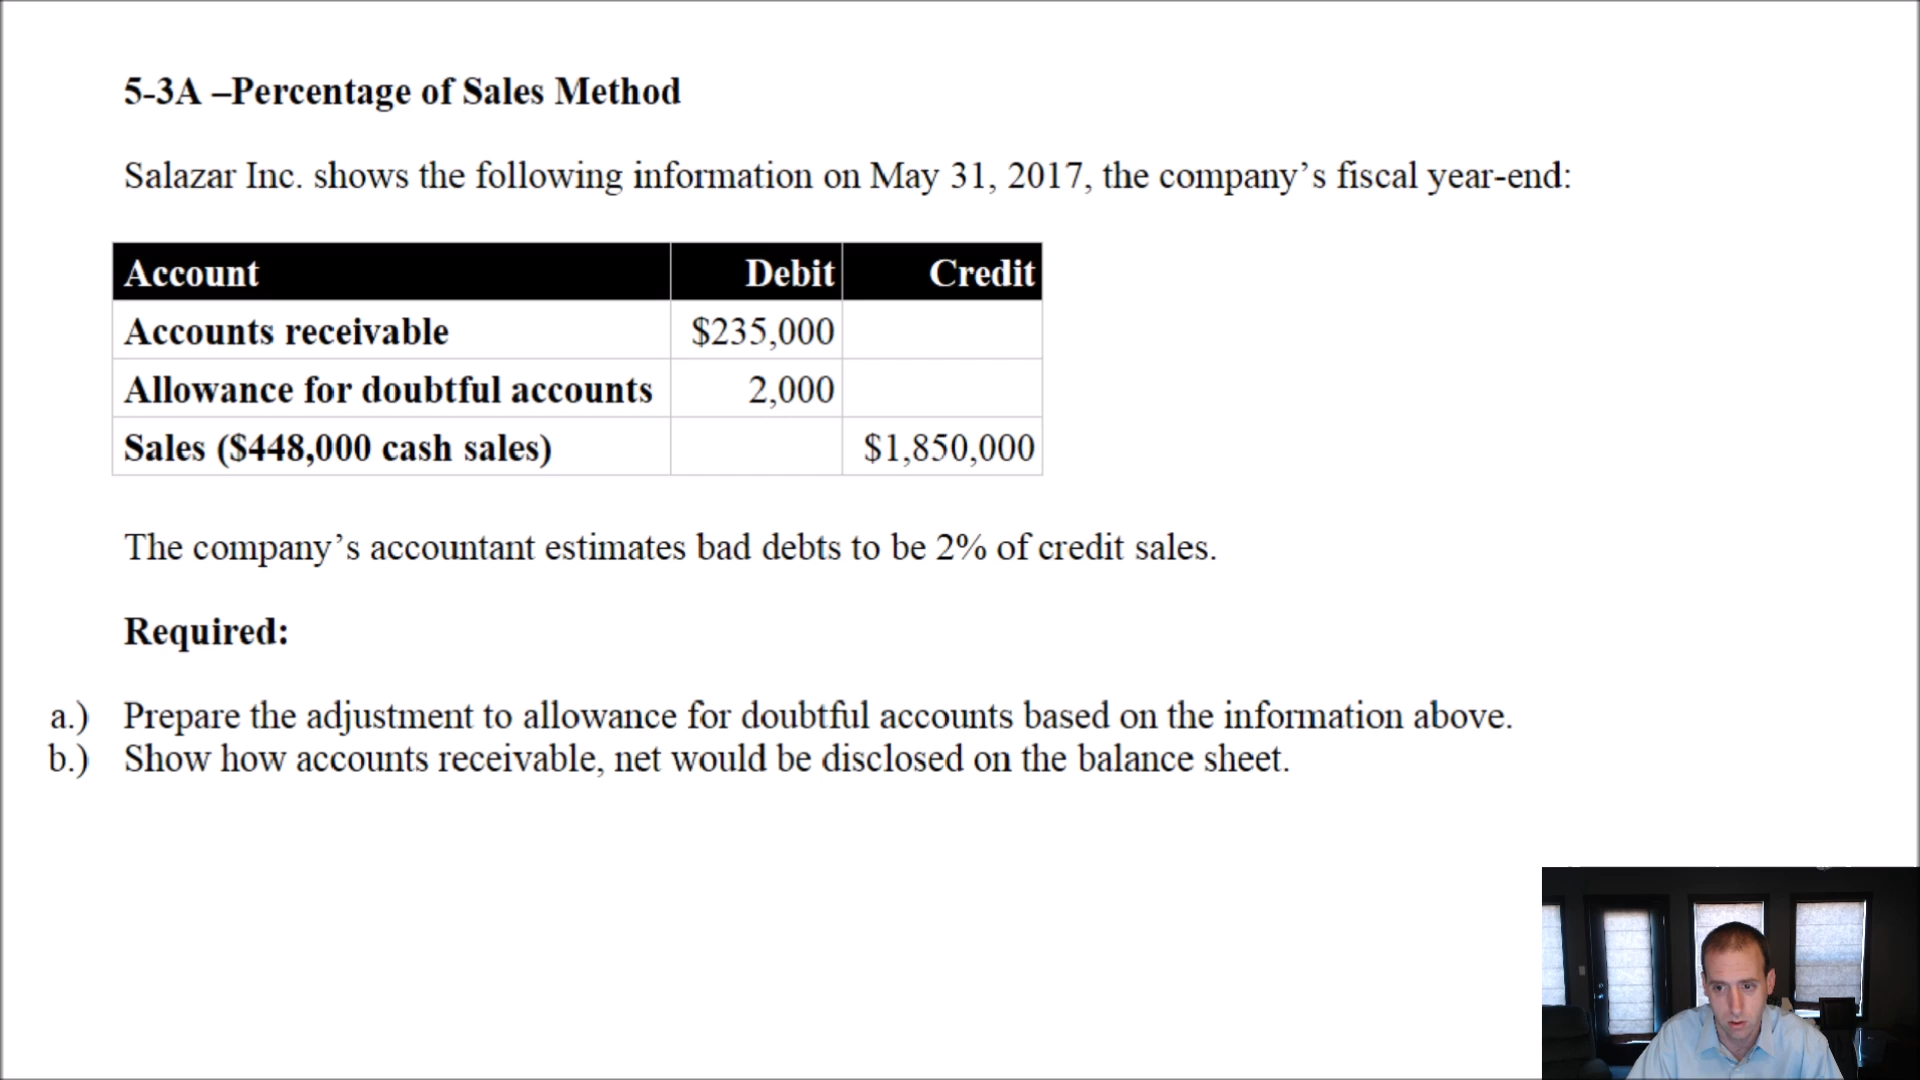 5-3A –Percentage of Sales Method
Salazar Inc. shows the following information on May 31, 2017, the company’s fiscal year-end:
Account Debit Credit
Accounts receivable $235,000
Allowance for doubtful accounts 2,000
Sales ($448,000 cash sales) $1,850,000
The company’s accountant estimates bad debts to be 2% of credit sales.
Required:
a.) Prepare the adjustment to allowance for doubtful accounts based on the information above.
b.) Show how accounts receivable, net would be disclosed on the balance sheet.